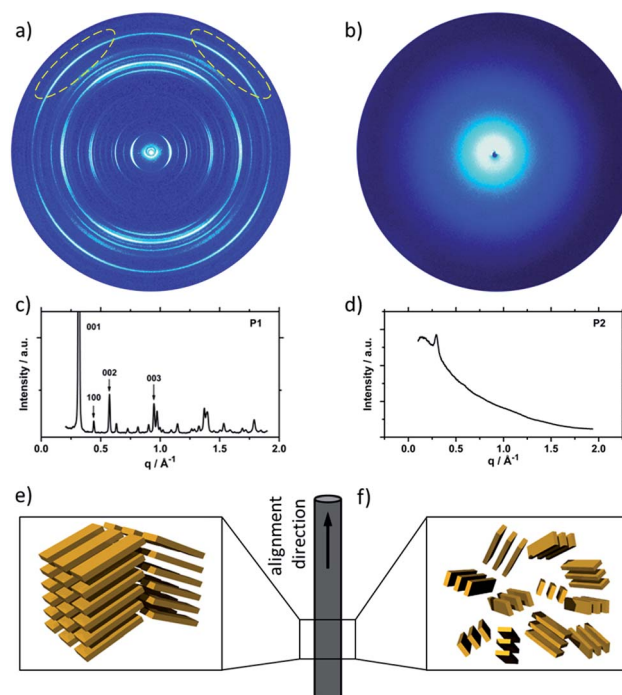 a)
b)
c)
Intensity / a.u.
P1
001
100
002
003
0.0 0.5 1.0 1.5 2.0
q / Å⁻¹
d)
Intensity / a.u.
P2
0.0 0.5 1.0 1.5 2.0
q / Å⁻¹
e)
alignment
direction
f)